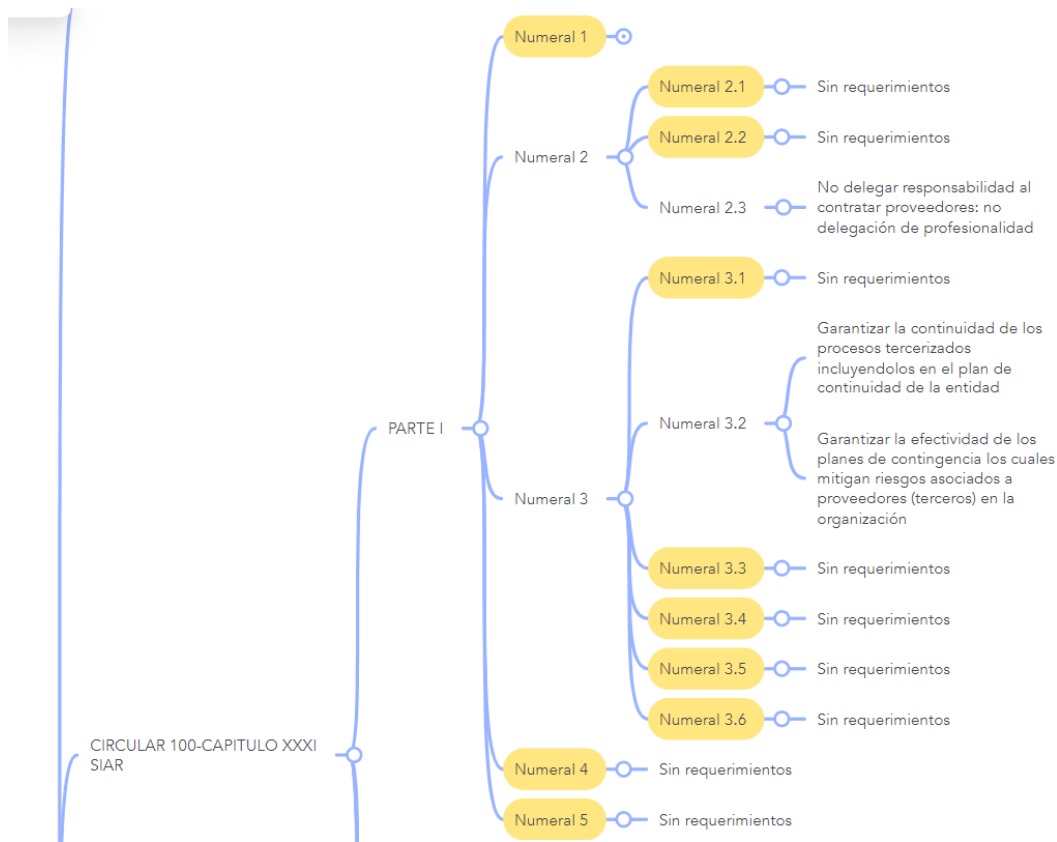 Numeral 1
Numeral 2.1
Sin requerimientos
Numeral 2.2
Sin requerimientos
Numeral 2
No delegar responsabilidad al
contratar proveedores: no
delegación de profesionalidad
Numeral 2.3
Numeral 3.1
Sin requerimientos
Garantizar la continuidad de los
procesos tercerizados
incluyendolos en el plan de
continuidad de la entidad
Numeral 3.2
PARTE I
Garantizar la efectividad de los
planes de contingencia los cuales
mitigan riesgos asociados a
proveedores (terceros) en la
organización
Numeral 3
Numeral 3.3
Sin requerimientos
Numeral 3.4
Sin requerimientos
Numeral 3.5
Sin requerimientos
Numeral 3.6
Sin requerimientos
CIRCULAR 100-CAPITULO XXXI
SIAR
Numeral 4
Sin requerimientos
Numeral 5
Sin requerimientos